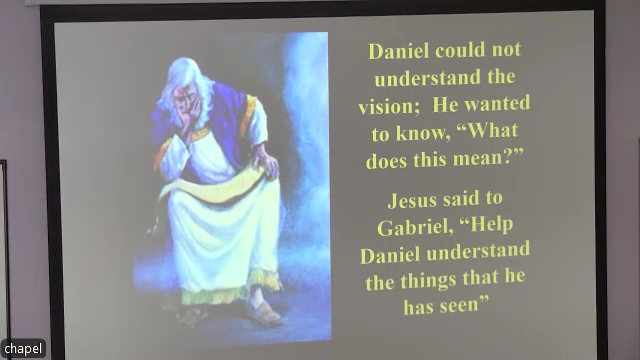 Daniel could not
understand the
vision; He wanted
to know, “What
does this mean?”
Jesus said to
Gabriel, “Help
Daniel understand
the things that he
has seen”
chapel